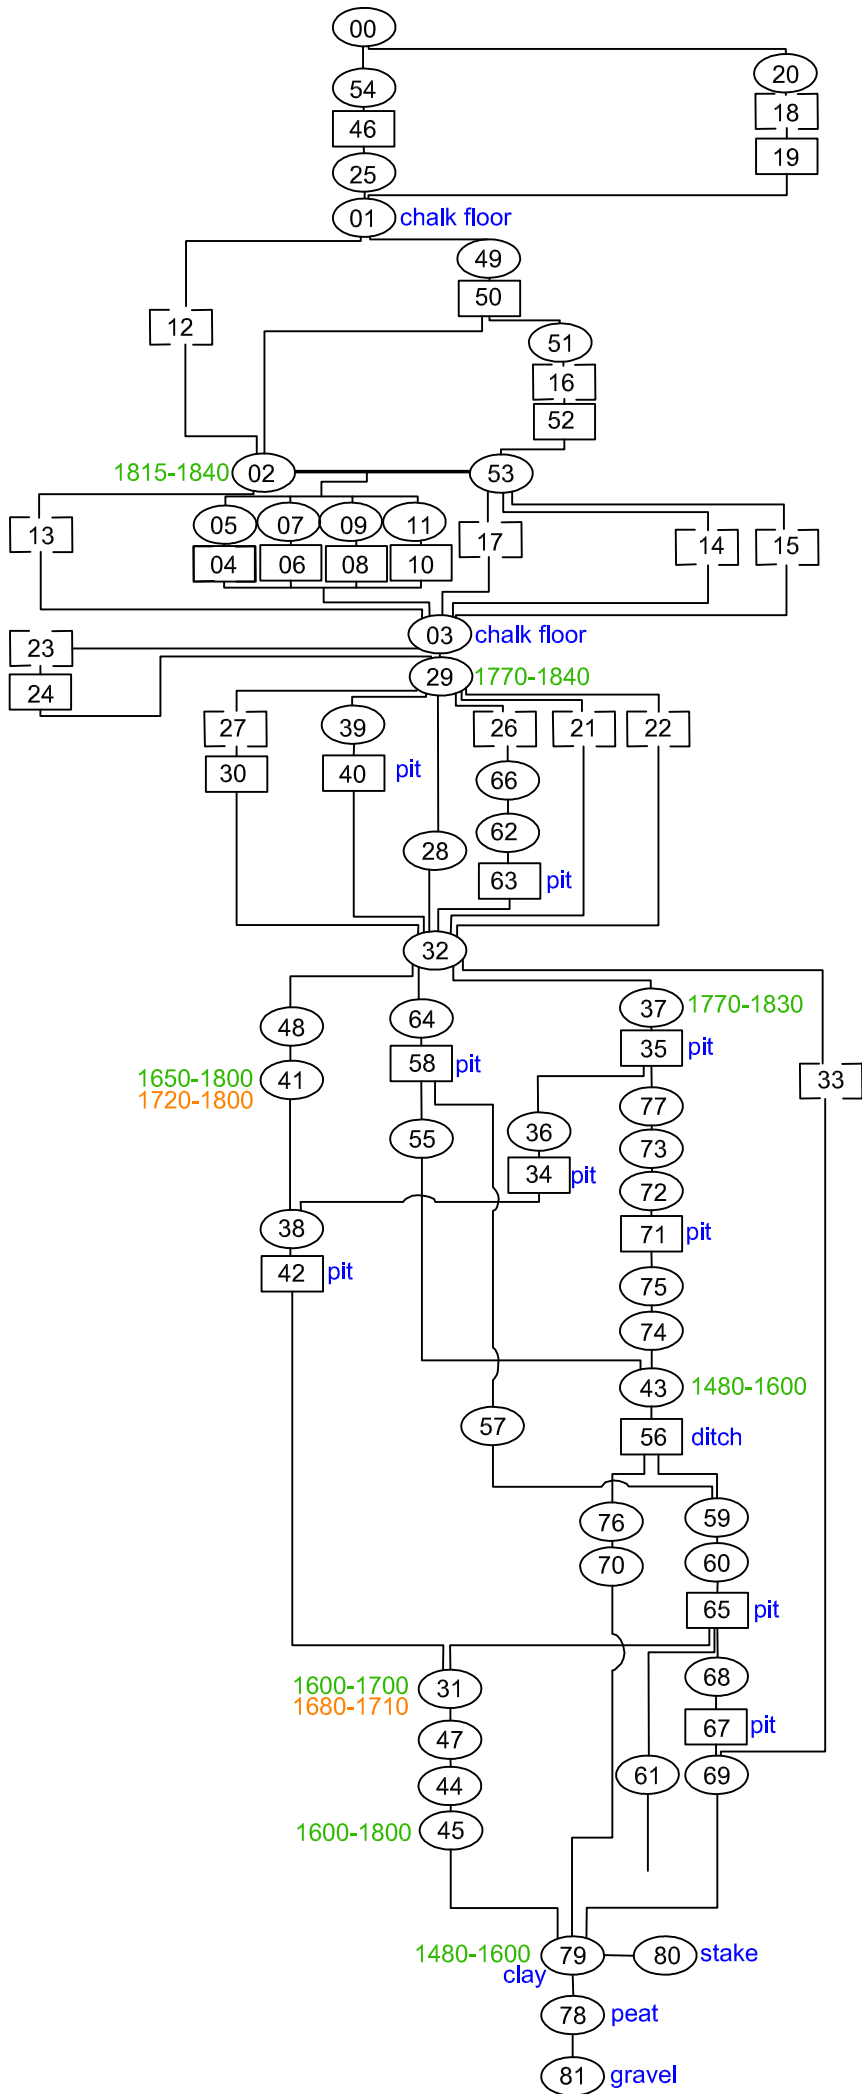 00
20
54
18
46
19
25
01 chalk floor
49
50
12
51
16
52
1815-1840 02 53
13 05 07 09 11 17 14 15
04 06 08 10
03 chalk floor
23
24
29 1770-1840
27 39 26 21 22
30 40 pit
66
62
28
63 pit
32
48 64 37 1770-1830
58 pit
35 pit
1650-1800 41
33
1720-1800
77
55 36 73
34 pit
72
38
71 pit
42 pit
75
74
43 1480-1600
57
56 ditch
76 59
70 60
65 pit
68
1600-1700 31
1680-1710
67 pit
47
61 69
44
1600-1800 45
1480-1600 79 80 stake
clay
78 peat
81 gravel